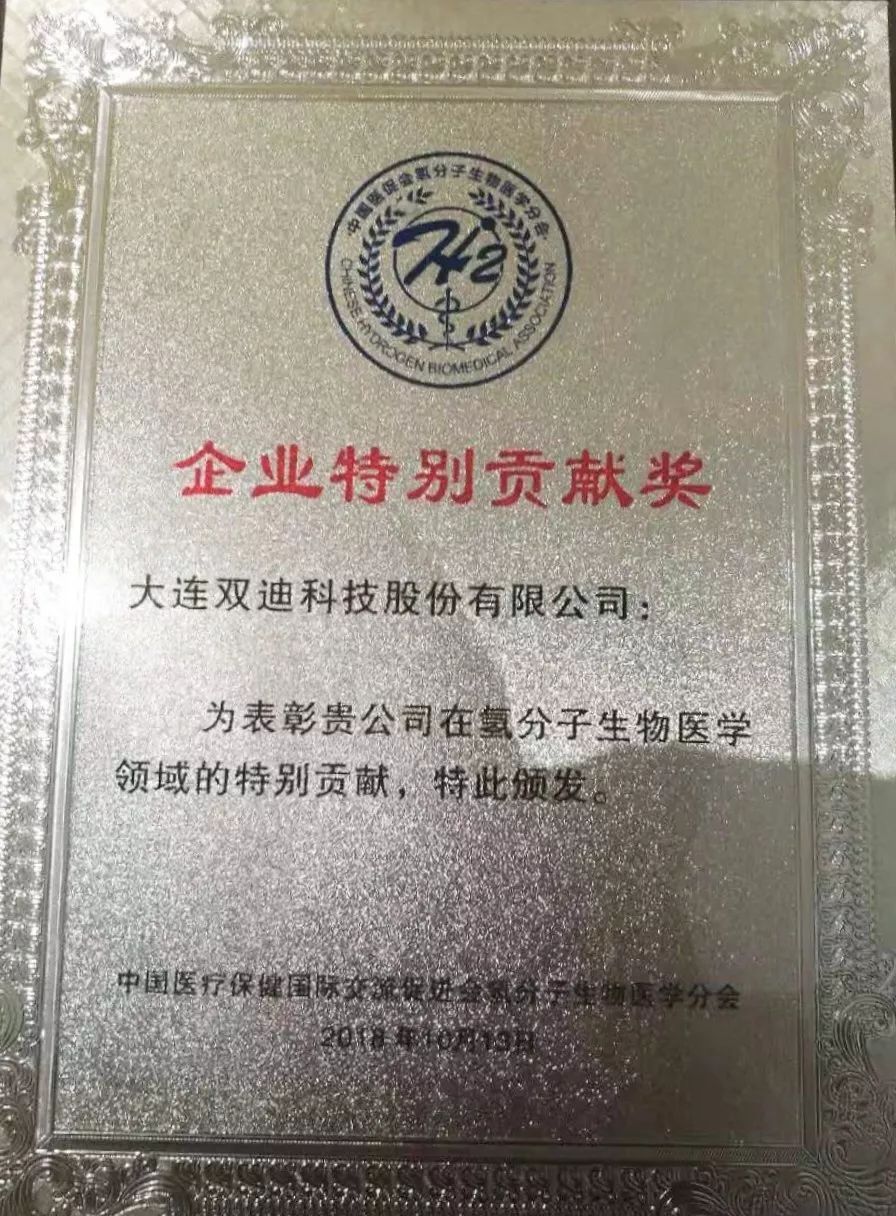 中国医促会氢分子生物医学分会
H2
CHINESE HYDROGEN BIOMEDICAL ASSOCIATION
企业特别贡献奖
大连双迪科技股份有限公司：
为表彰贵公司在氢分子生物医学
领域的特别贡献，特此颁发。
中国医疗保健国际交流促进会氢分子生物医学分会
2018年10月13日